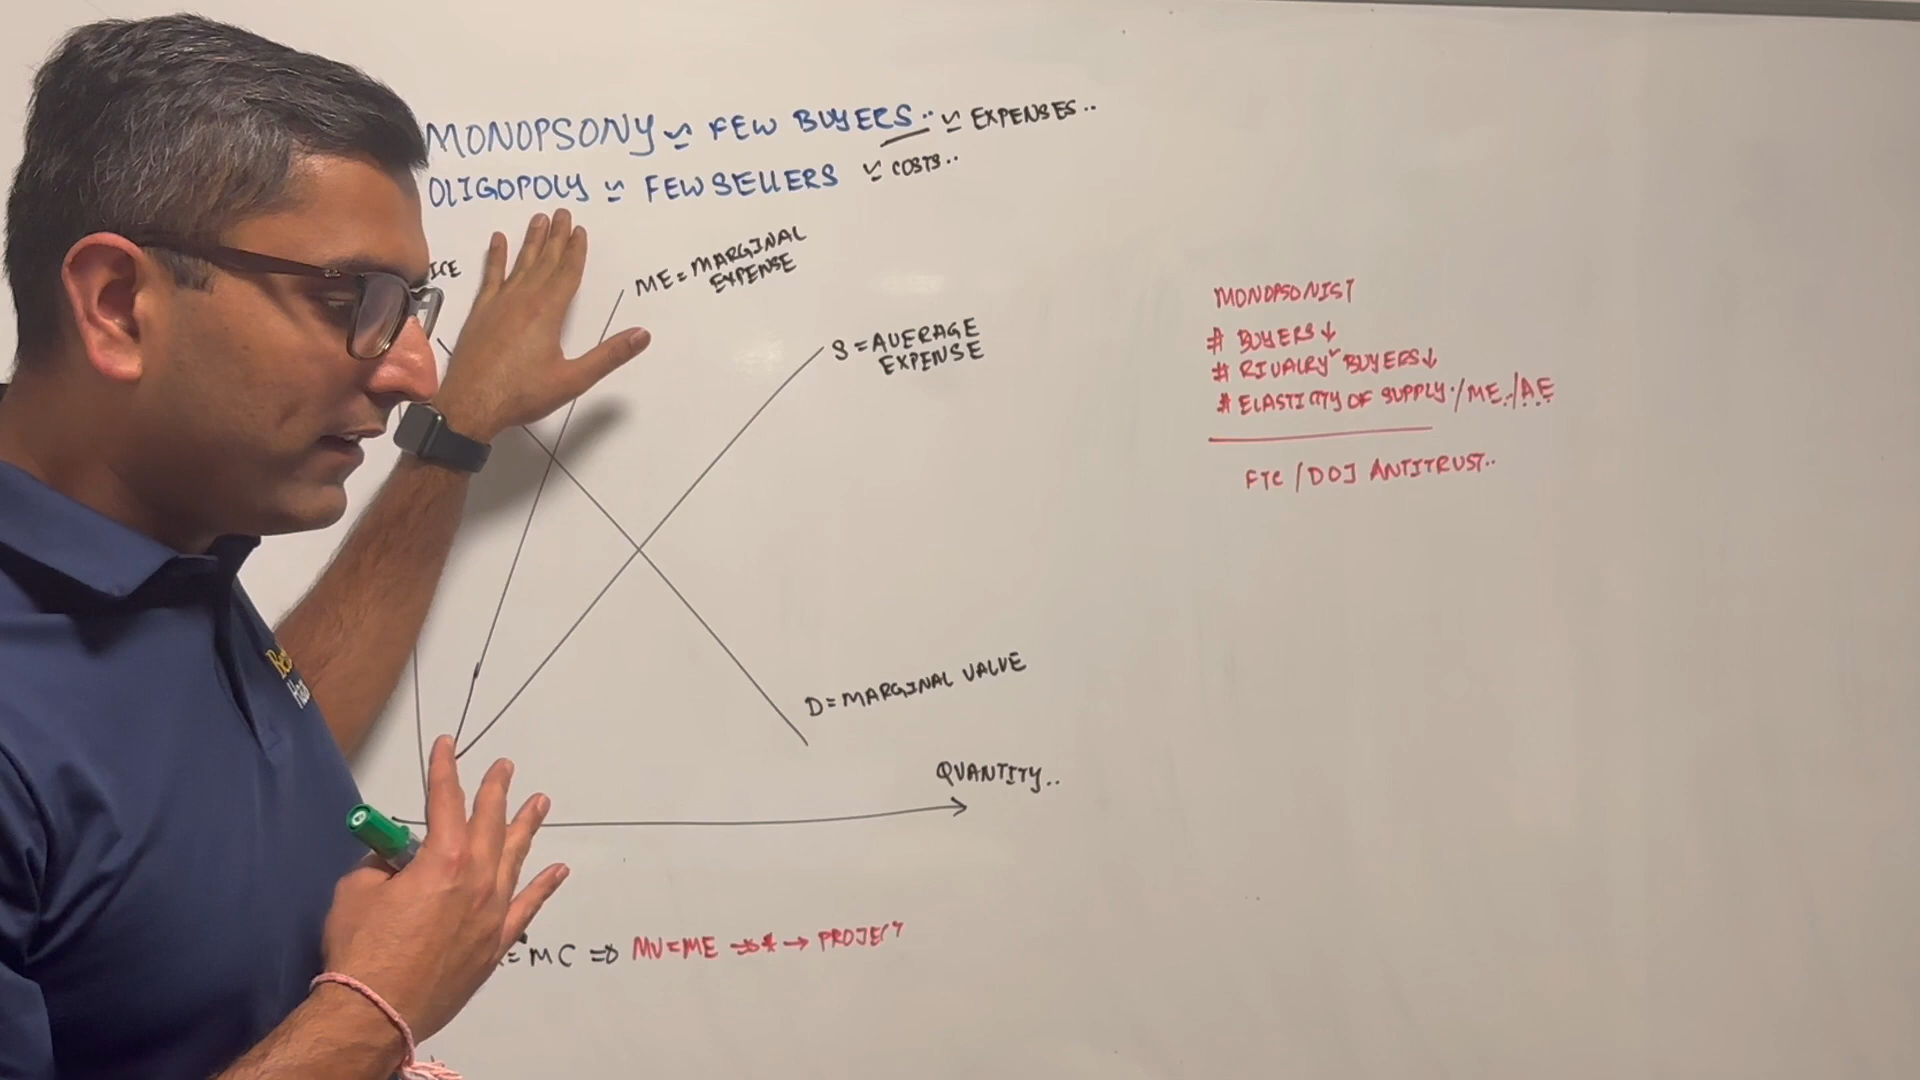 MONOPSONY ≚ FEW BUYERS.. ≚ EXPENSES..
OLIGOPOLY ≚ FEW SELLERS ≚ COSTS..
ME = MARGINAL
EXPENSE
S = AVERAGE
EXPENSE
D = MARGINAL VALUE
QUANTITY..
= MC => MV = ME → * → PROJECT
MONOPSONIST
# BUYERS ↓
# RIVALRY BUYERS ↓
# ELASTICITY OF SUPPLY./ME./AE
FTC / DOJ ANTITRUST..